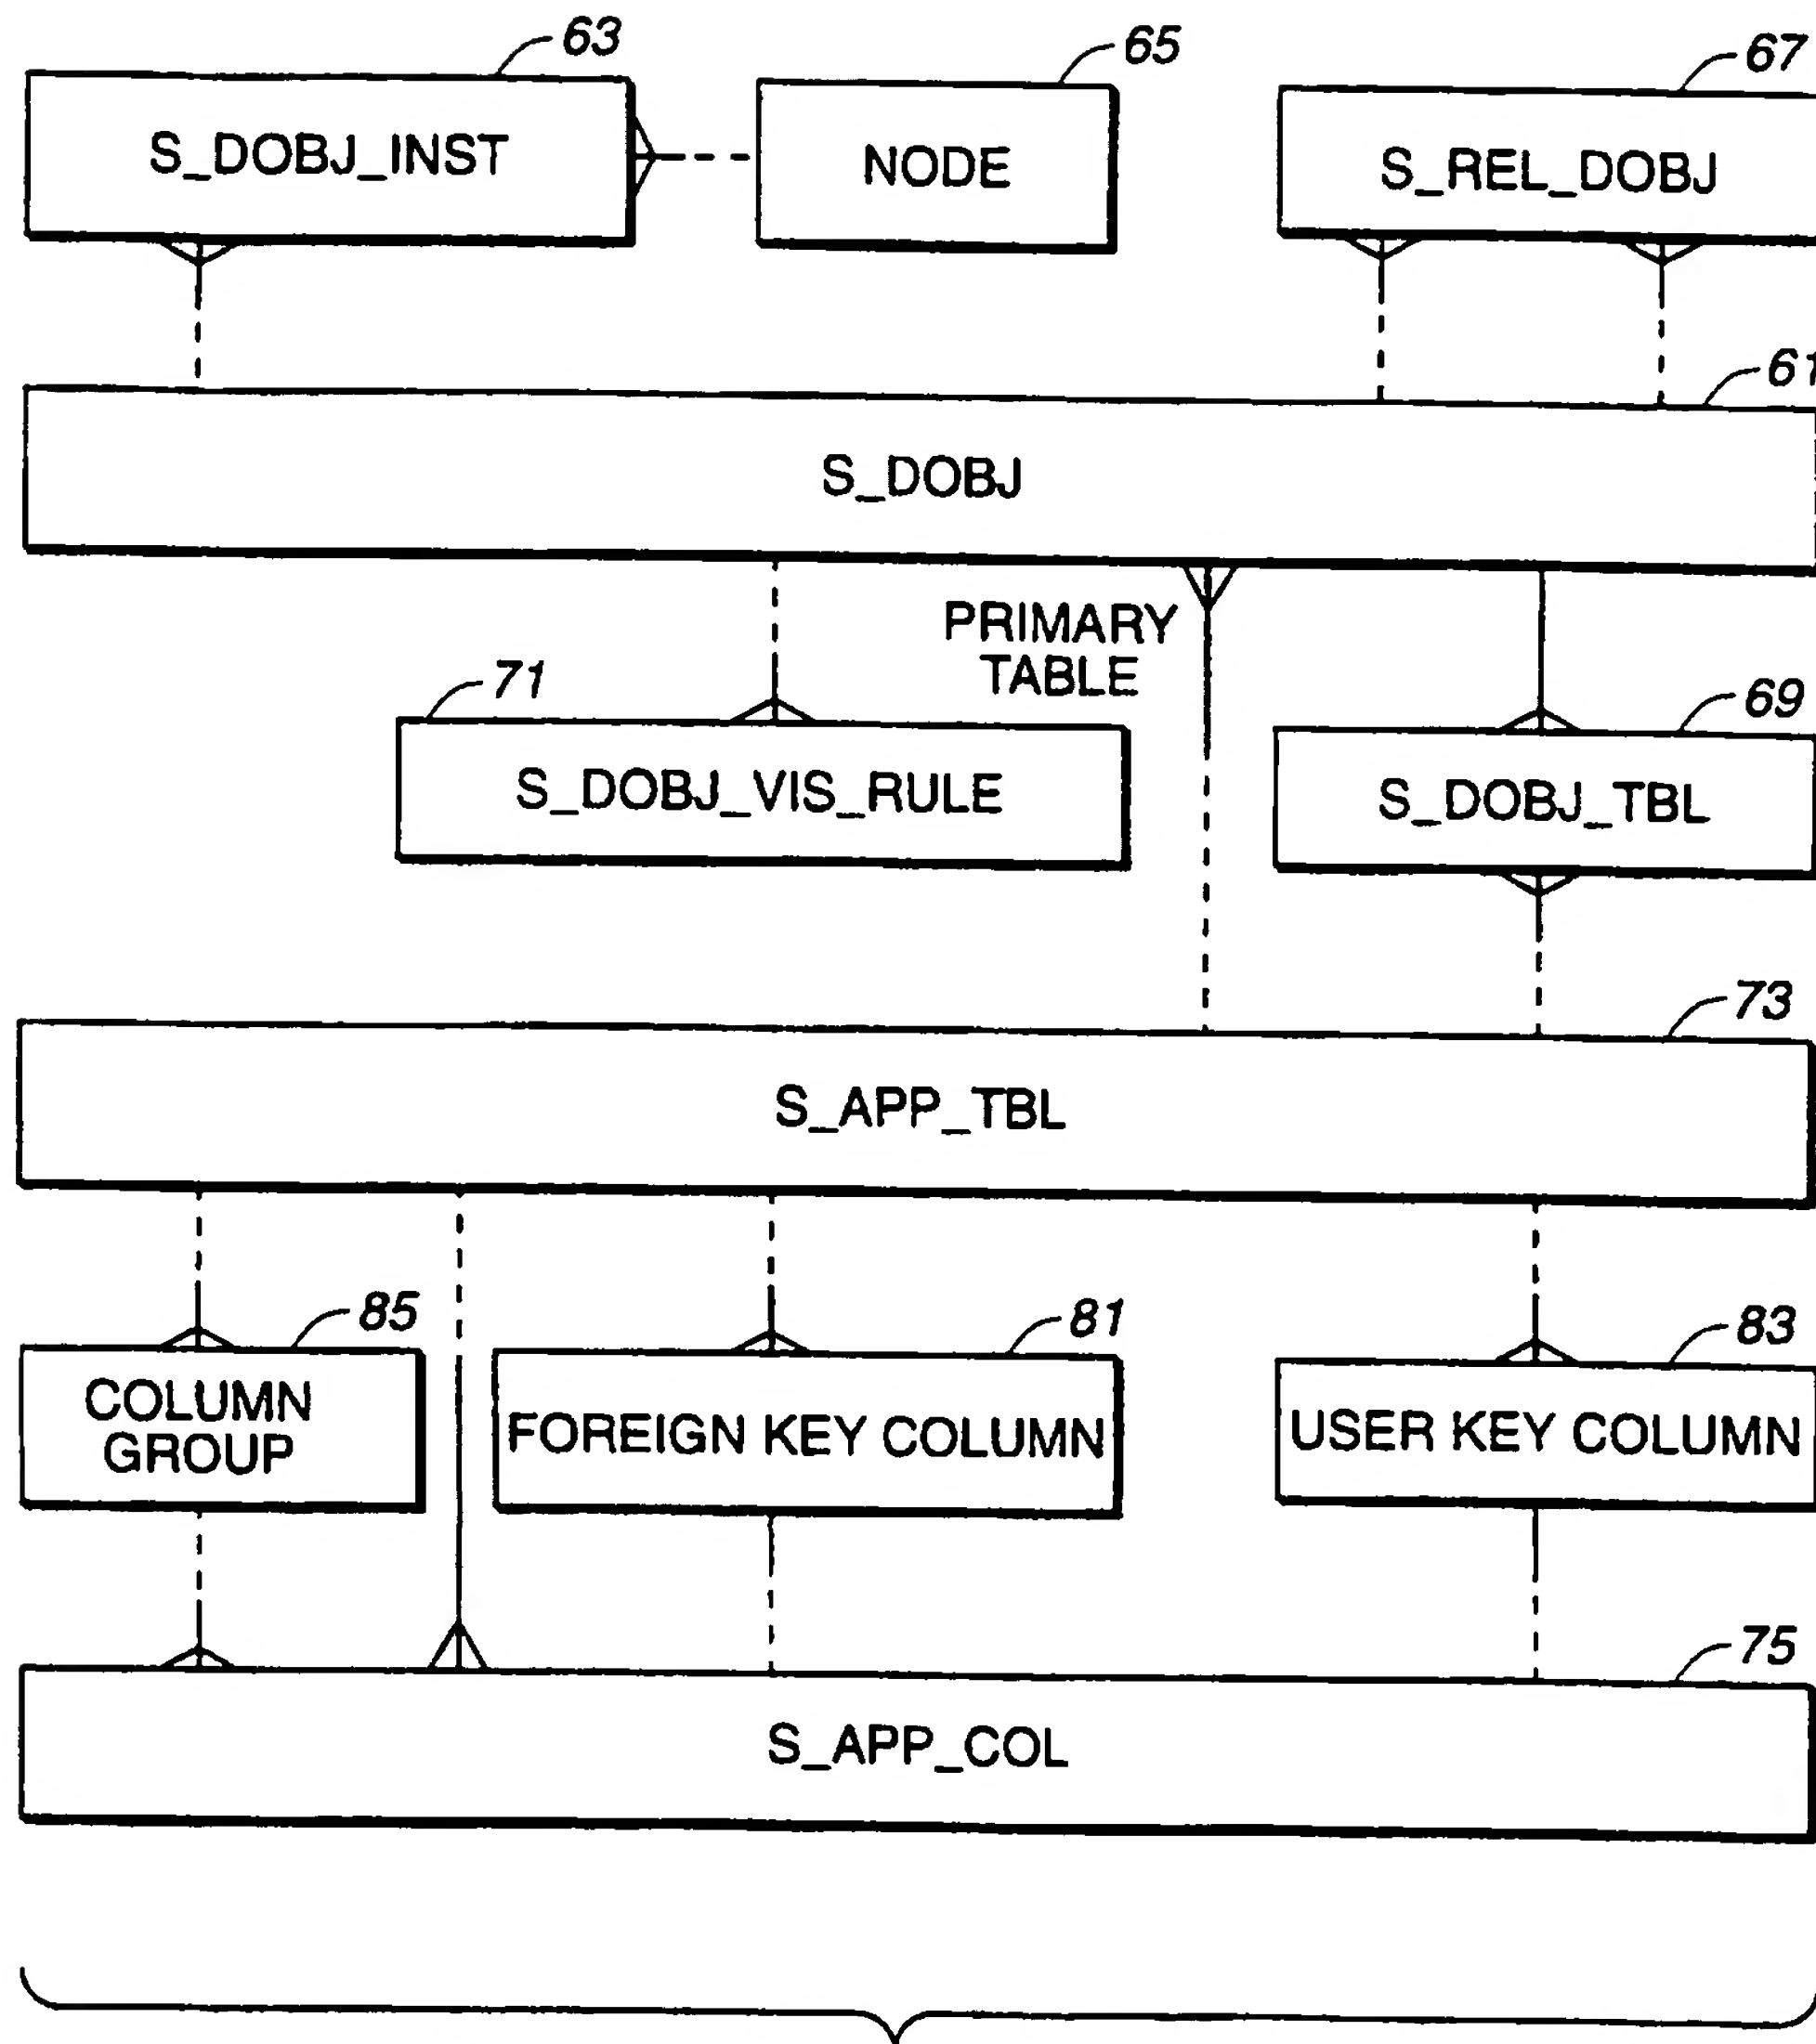 63
65
67
S_DOBJ_INST
NODE
S_REL_DOBJ
61
S_DOBJ
PRIMARY
TABLE
71
69
S_DOBJ_VIS_RULE
S_DOBJ_TBL
73
S_APP_TBL
85
81
83
COLUMN
GROUP
FOREIGN KEY COLUMN
USER KEY COLUMN
75
S_APP_COL